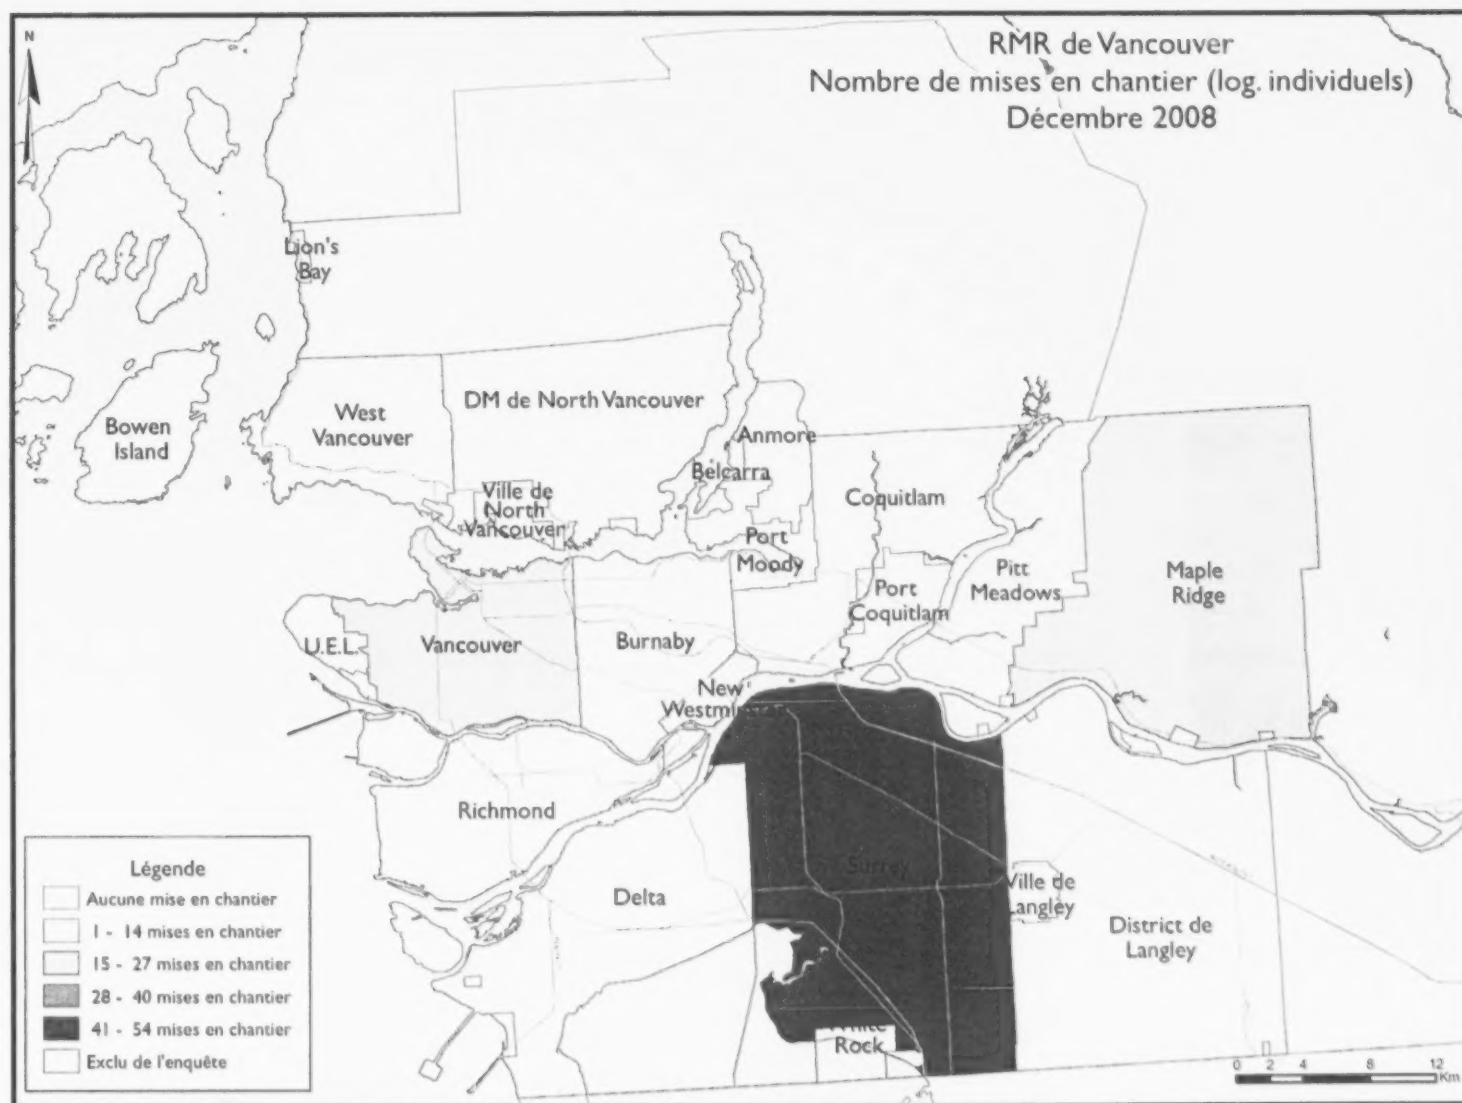 RMR de Vancouver
Nombre de mises en chantier (log. individuels)
Décembre 2008
N
Lion's
Bay
Bowen
Island
West
Vancouver
DM de North Vancouver
Anmore
Belcarra
Ville de
North
Vancouver
Coquitlam
Port
Moody
Port
Coquitlam
Pitt
Meadows
Maple
Ridge
U.E.L.
Vancouver
Burnaby
New
Westminster
Richmond
Delta
Surrey
Ville de
Langley
District de
Langley
White
Rock
Légende
Aucune mise en chantier
1 - 14 mises en chantier
15 - 27 mises en chantier
28 - 40 mises en chantier
41 - 54 mises en chantier
Exclu de l'enquête
0 2 4 8 12
Km